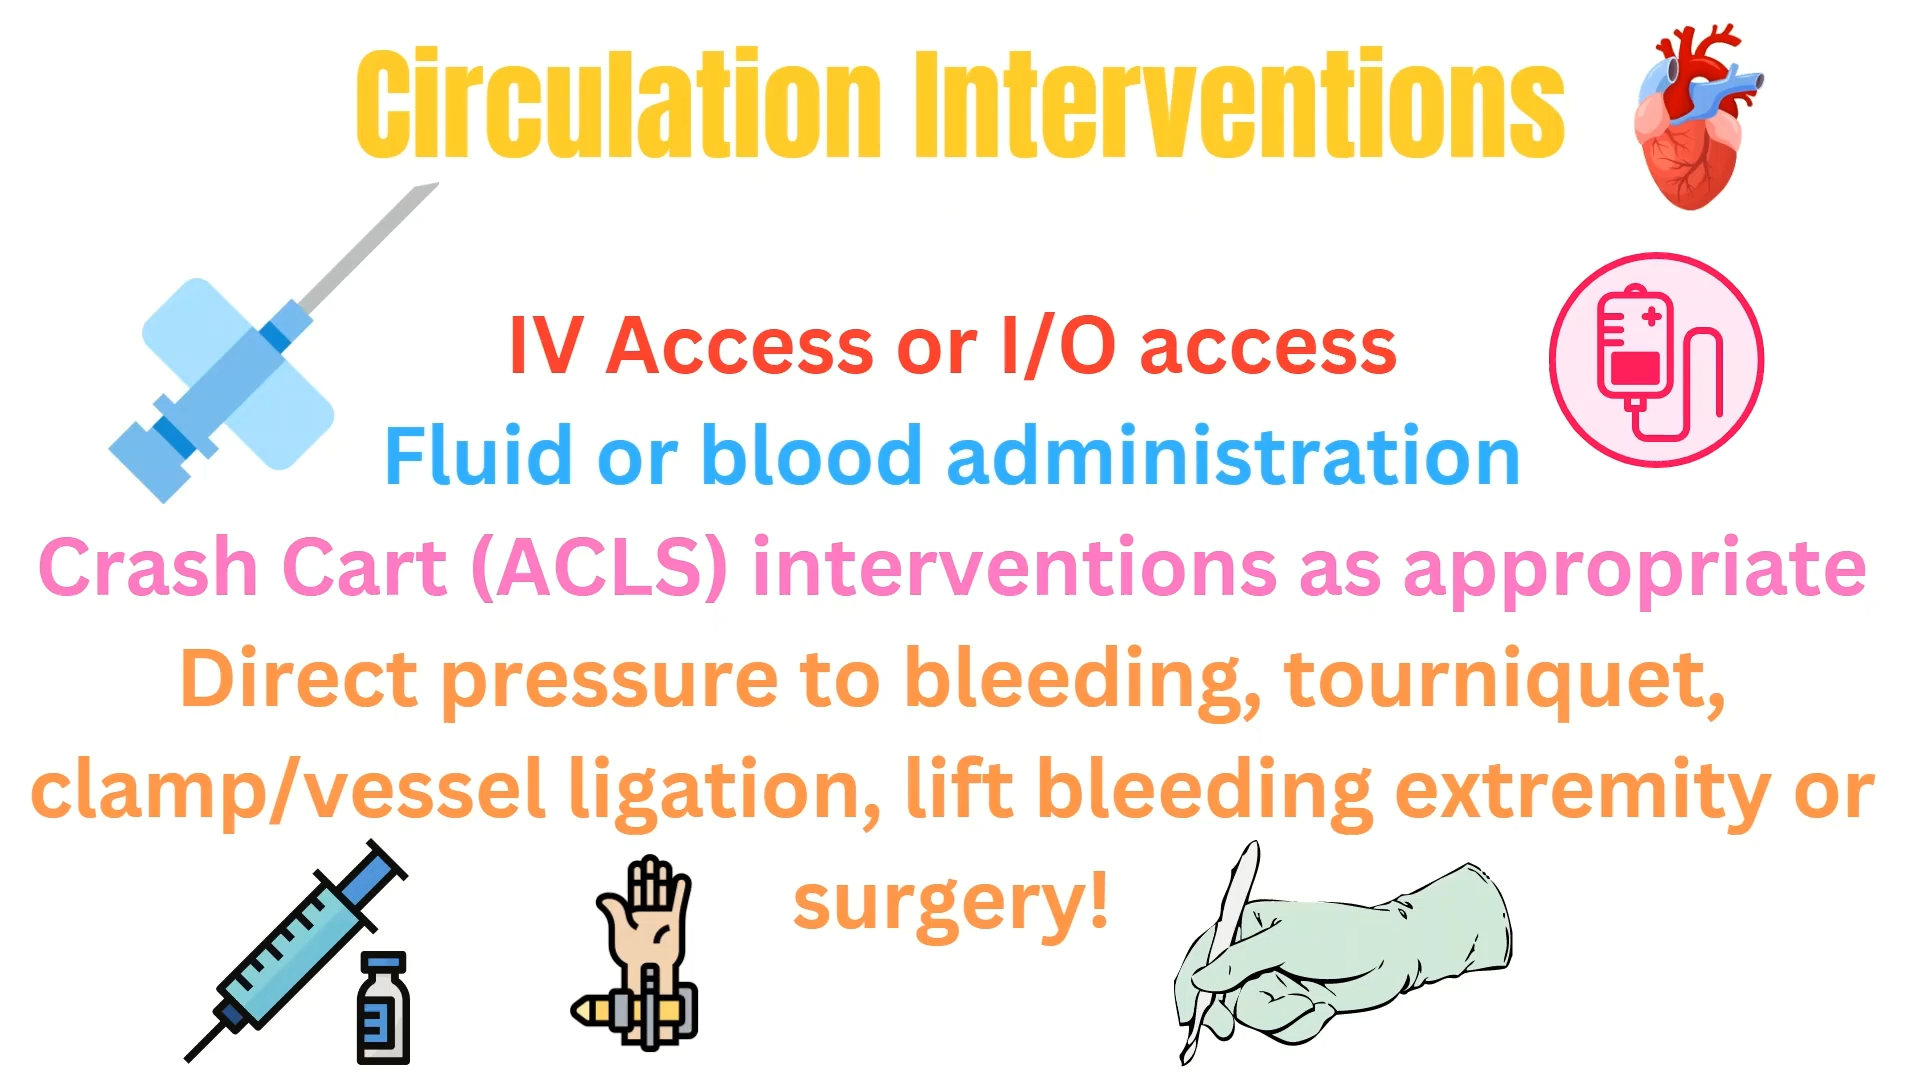 Circulation Interventions
IV Access or I/O access
Fluid or blood administration
Crash Cart (ACLS) interventions as appropriate
Direct pressure to bleeding, tourniquet,
clamp/vessel ligation, lift bleeding extremity or
surgery!